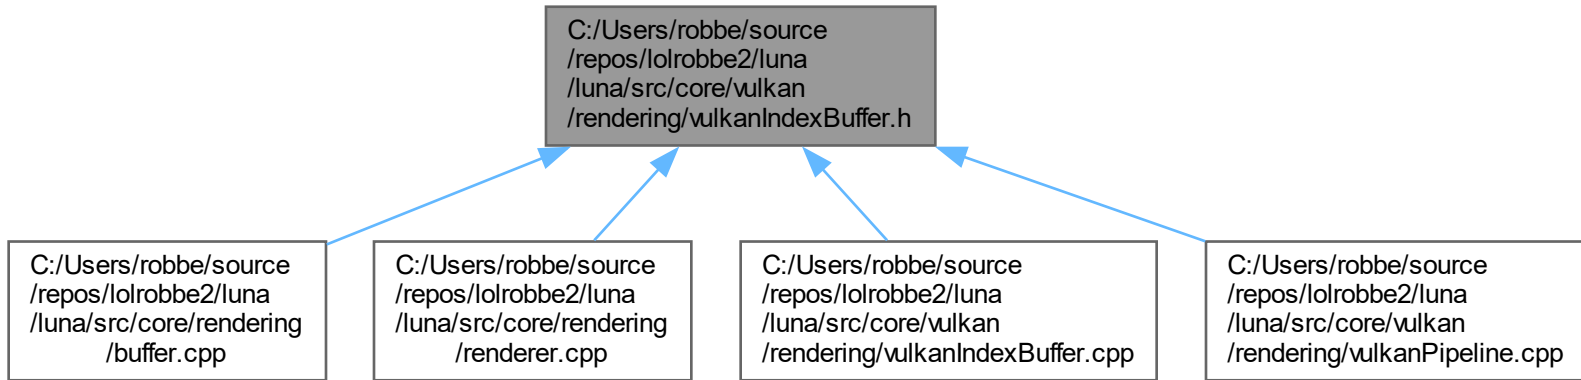 C:/Users/robbe/source
/repos/lolrobbe2/luna
/luna/src/core/vulkan
/rendering/vulkanIndexBuffer.h
C:/Users/robbe/source
/repos/lolrobbe2/luna
/luna/src/core/rendering
/buffer.cpp
C:/Users/robbe/source
/repos/lolrobbe2/luna
/luna/src/core/rendering
/renderer.cpp
C:/Users/robbe/source
/repos/lolrobbe2/luna
/luna/src/core/vulkan
/rendering/vulkanIndexBuffer.cpp
C:/Users/robbe/source
/repos/lolrobbe2/luna
/luna/src/core/vulkan
/rendering/vulkanPipeline.cpp